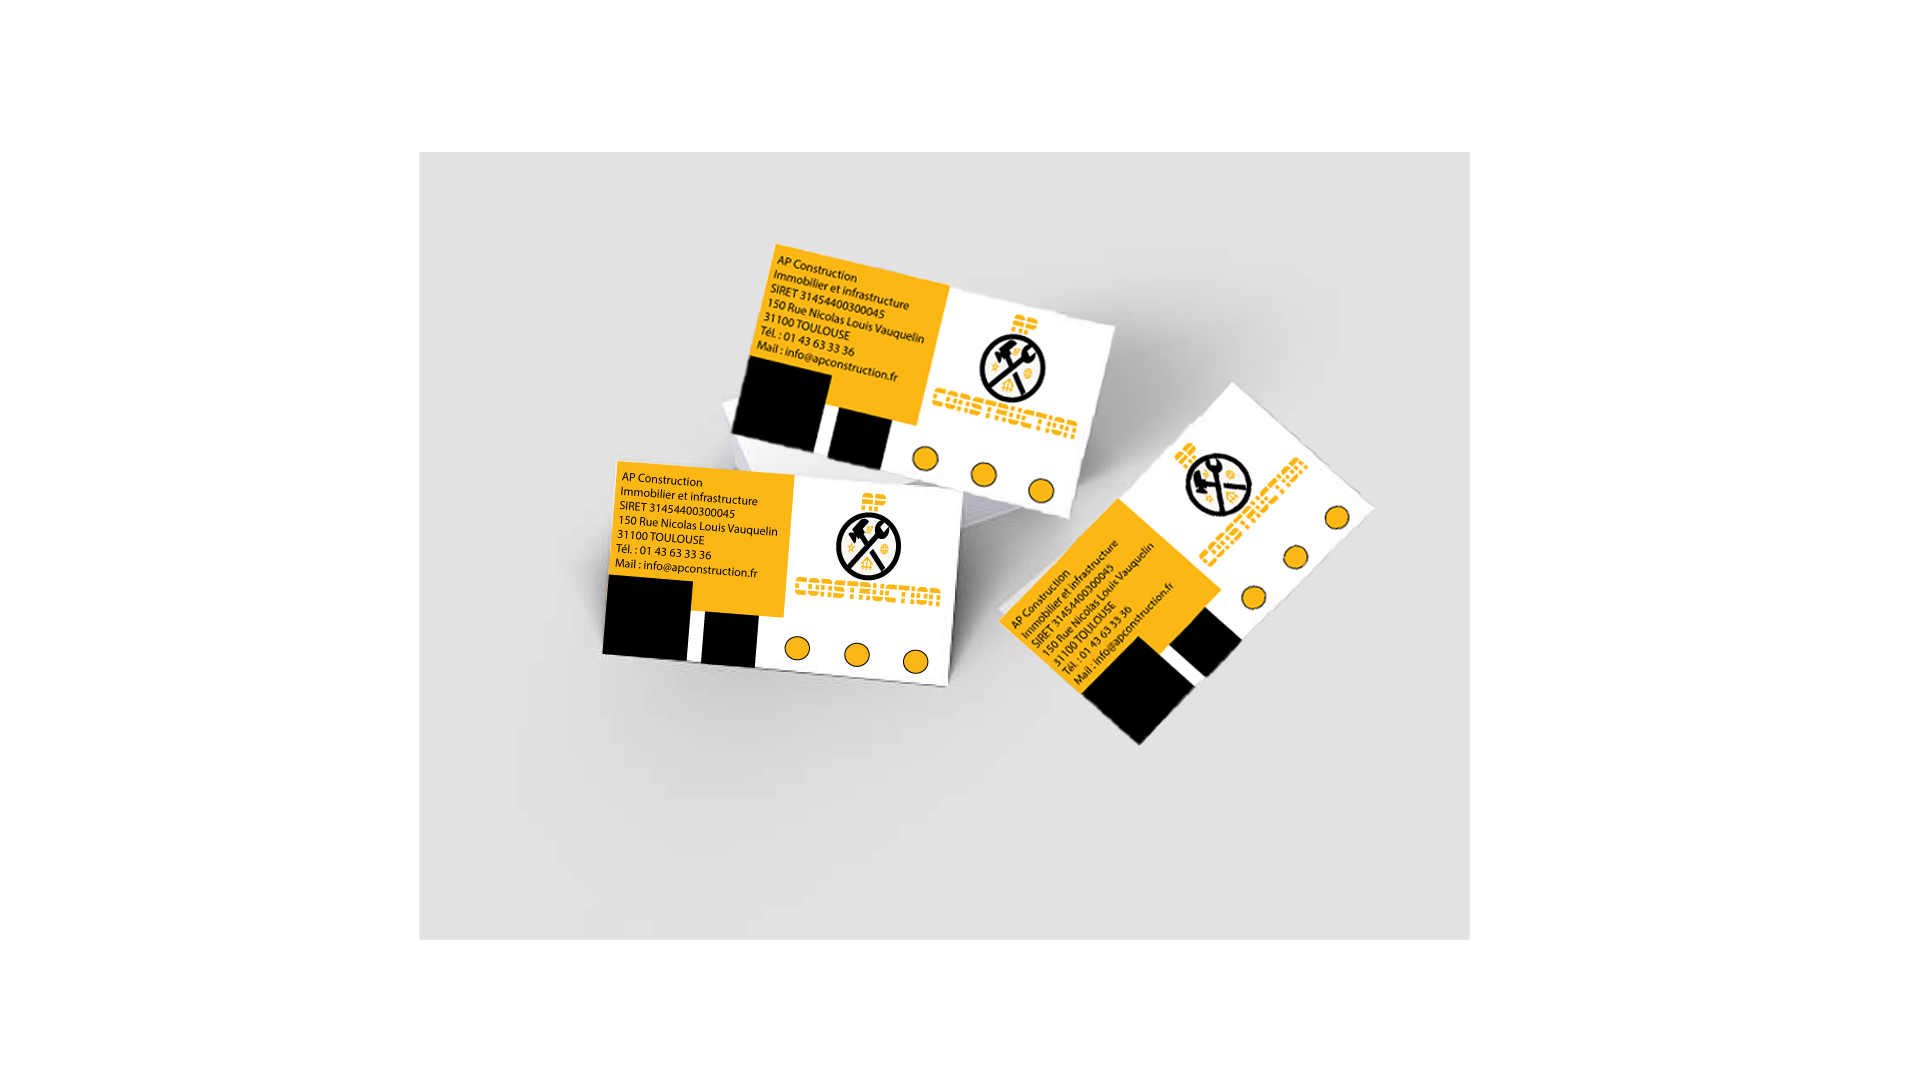 AP Construction
Immobilier et infrastructure
SIRET 31454400300045
150 Rue Nicolas Louis Vauquelin
31100 TOULOUSE
Tél. : 01 43 63 33 36
Mail : info@apconstruction.fr
AP
CONSTRUCTION
AP Construction
Immobilier et infrastructure
SIRET 31454400300045
150 Rue Nicolas Louis Vauquelin
31100 TOULOUSE
Tél. : 01 43 63 33 36
Mail : info@apconstruction.fr
AP
CONSTRUCTION
AP Construction
Immobilier et infrastructure
SIRET 31454400300045
150 Rue Nicolas Louis Vauquelin
31100 TOULOUSE
Tél. : 01 43 63 33 36
Mail : info@apconstruction.fr
AP
CONSTRUCTION